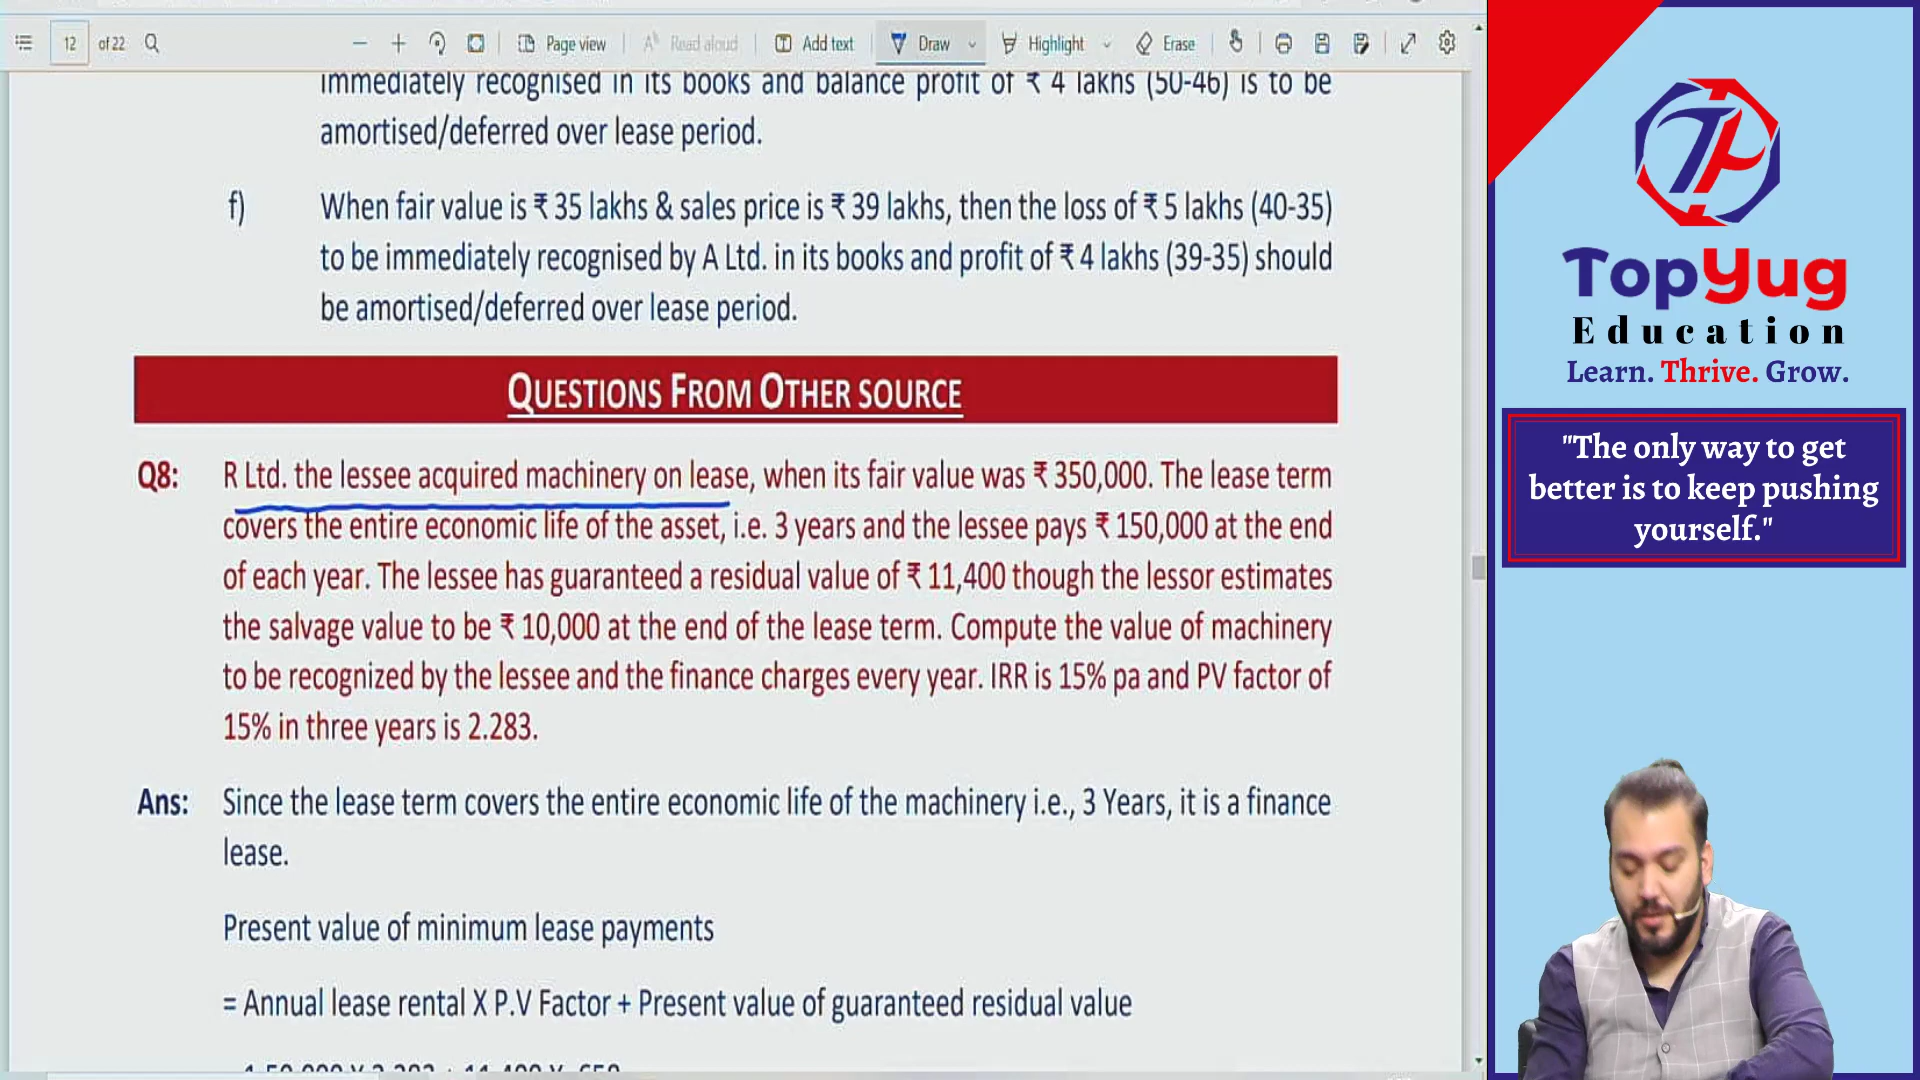 12 of 22 Page view Read aloud Add text Draw Highlight Erase
immediately recognised in its books and balance profit of ₹ 4 lakhs (50-46) is to be
amortised/deferred over lease period.
f) When fair value is ₹ 35 lakhs & sales price is ₹ 39 lakhs, then the loss of ₹ 5 lakhs (40-35)
to be immediately recognised by A Ltd. in its books and profit of ₹ 4 lakhs (39-35) should
be amortised/deferred over lease period.
QUESTIONS FROM OTHER SOURCE
Q8: R Ltd. the lessee acquired machinery on lease, when its fair value was ₹ 350,000. The lease term
covers the entire economic life of the asset, i.e. 3 years and the lessee pays ₹ 150,000 at the end
of each year. The lessee has guaranteed a residual value of ₹ 11,400 though the lessor estimates
the salvage value to be ₹ 10,000 at the end of the lease term. Compute the value of machinery
to be recognized by the lessee and the finance charges every year. IRR is 15% pa and PV factor of
15% in three years is 2.283.
Ans: Since the lease term covers the entire economic life of the machinery i.e., 3 Years, it is a finance
lease.
Present value of minimum lease payments
= Annual lease rental X P.V Factor + Present value of guaranteed residual value
TopYug
Education
Learn. Thrive. Grow.
"The only way to get
better is to keep pushing
yourself."